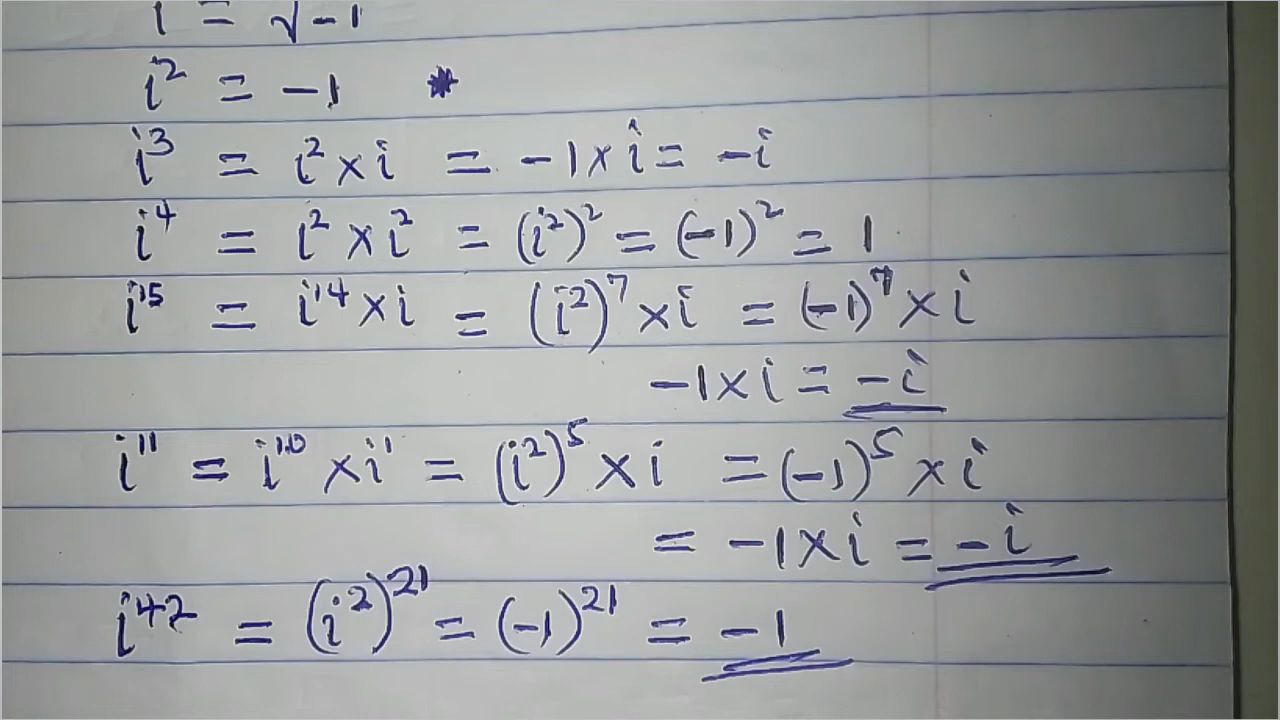 i = √-1
i² = -1 *
i³ = i² × i = -1 × i = -i
i⁴ = i² × i² = (i²)² = (-1)² = 1
i¹⁵ = i¹⁴ × i = (i²)⁷ × i = (-1)⁷ × i
-1 × i = -i
i¹¹ = i¹⁰ × i¹ = (i²)⁵ × i = (-1)⁵ × i
= -1 × i = -i
i⁴² = (i²)²¹ = (-1)²¹ = -1